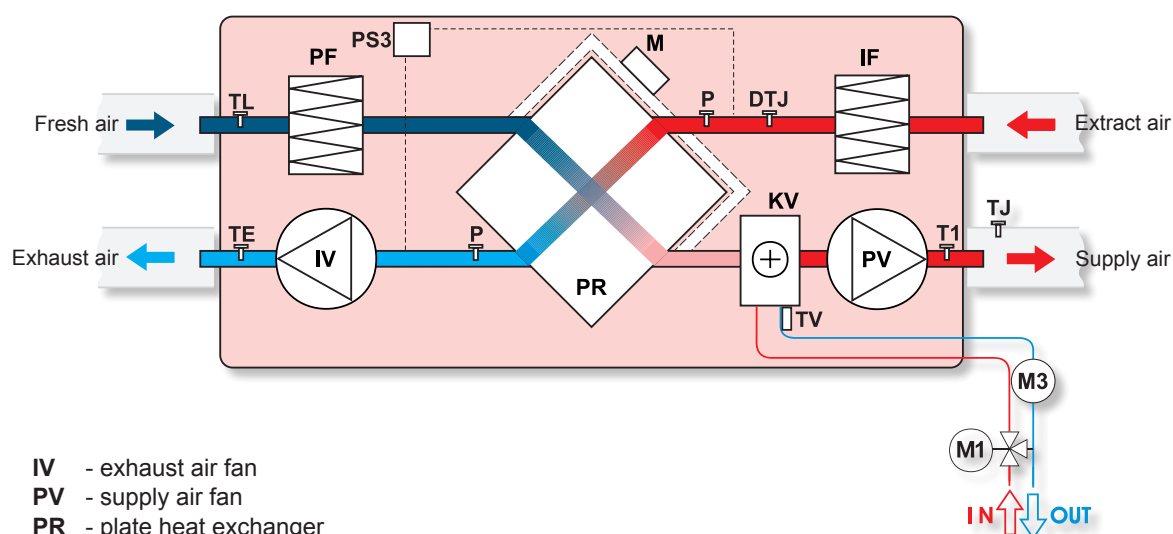 PS3
M
PF
IF
TL
P
DTJ
Fresh air
Extract air
KV
TJ
TE
P
T1
Exhaust air
IV
PV
Supply air
PR
TV
M3
M1
IV - exhaust air fan
PV - supply air fan
PR - plate heat exchanger
IN OUT